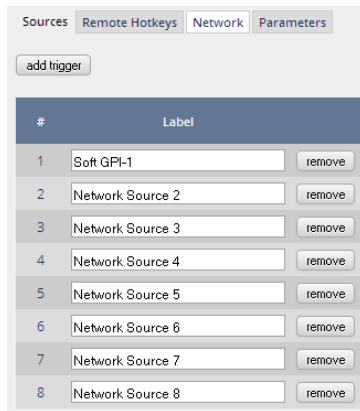 Sources Remote Hotkeys Network Parameters
add trigger
# Label
1 Soft GPI-1 remove
2 Network Source 2 remove
3 Network Source 3 remove
4 Network Source 4 remove
5 Network Source 5 remove
6 Network Source 6 remove
7 Network Source 7 remove
8 Network Source 8 remove